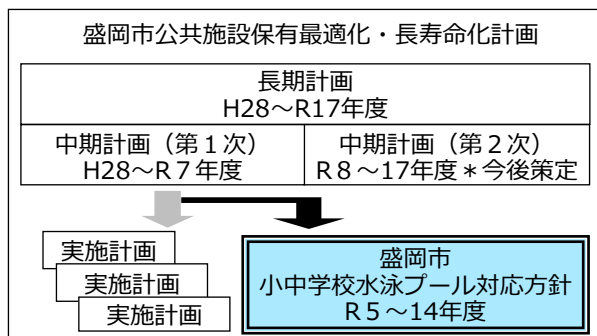 盛岡市公共施設保有最適化・長寿命化計画
長期計画
H28～R17年度
中期計画（第１次）
H28～R７年度
中期計画（第２次）
R８～17年度＊今後策定
実施計画
実施計画
実施計画
盛岡市
小中学校水泳プール対応方針
R５～14年度